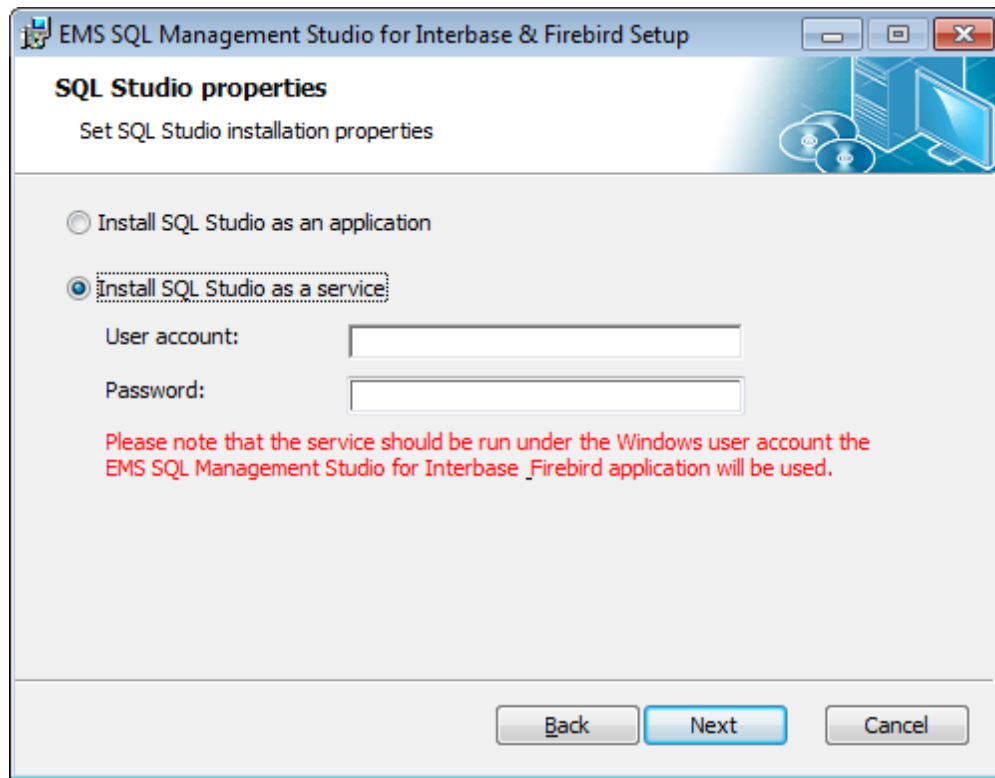 EMS SQL Management Studio for Interbase & Firebird Setup
SQL Studio properties
Set SQL Studio installation properties
Install SQL Studio as an application
Install SQL Studio as a service
User account:
Password:
Please note that the service should be run under the Windows user account the
EMS SQL Management Studio for Interbase _Firebird application will be used.
Back Next Cancel